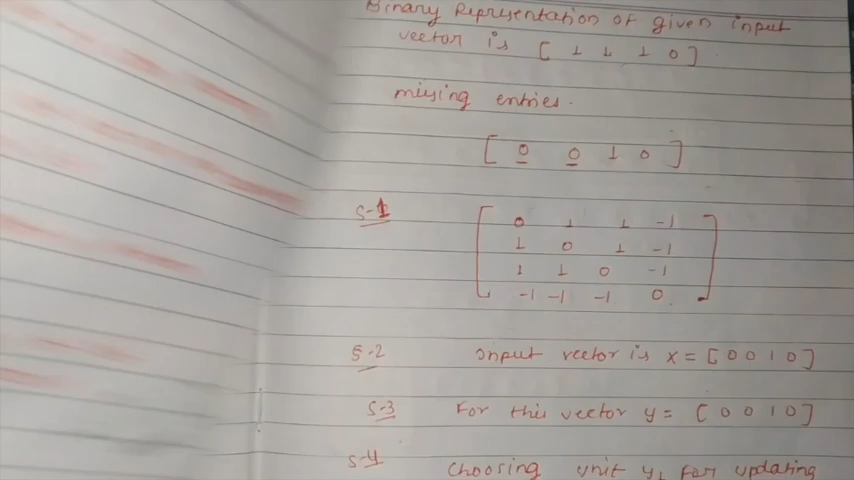 Binary Representation of given input
vector is [ 1 1 1 0 ]
missing entries.
[ 0 0 1 0 ]
S-1
0 1 1 -1
1 0 1 -1
1 1 0 -1
-1 -1 -1 0
S-2 Input vector is x = [ 0 0 1 0 ]
S-3 For this vector y = [ 0 0 1 0 ]
S-4 Choosing unit y1 for updating